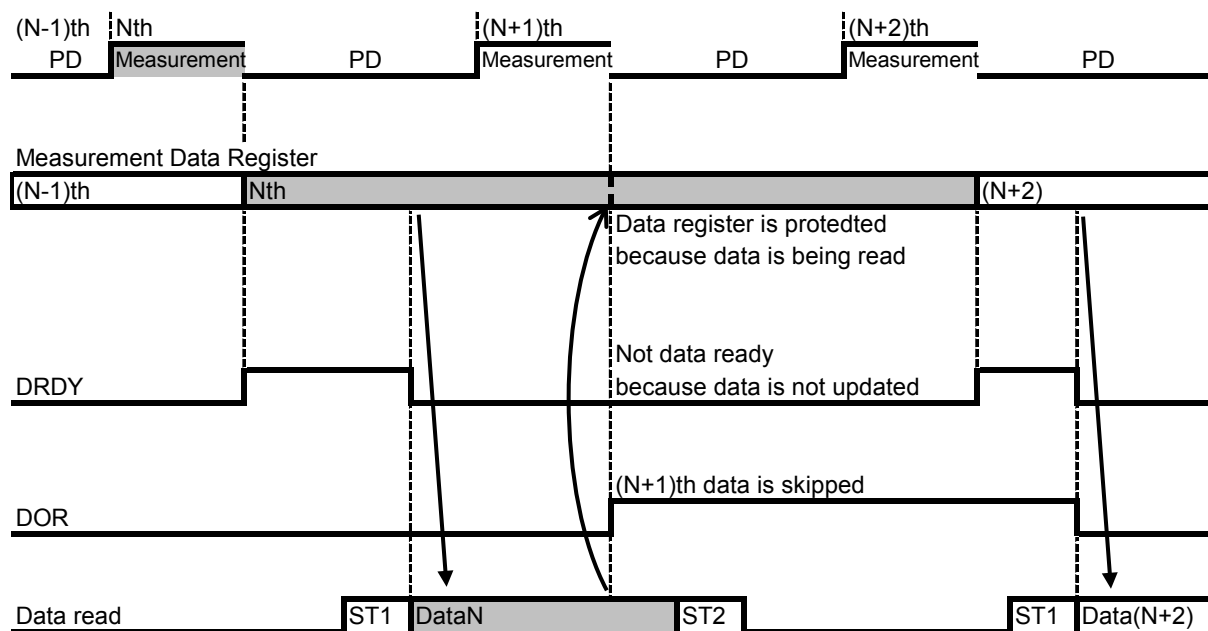 (N-1)th Nth (N+1)th (N+2)th
PD Measurement PD Measurement PD Measurement PD
Measurement Data Register
(N-1)th Nth (N+2)
Data register is protedted
because data is being read
Not data ready
DRDY because data is not updated
(N+1)th data is skipped
DOR
Data read ST1 DataN ST2 ST1 Data(N+2)